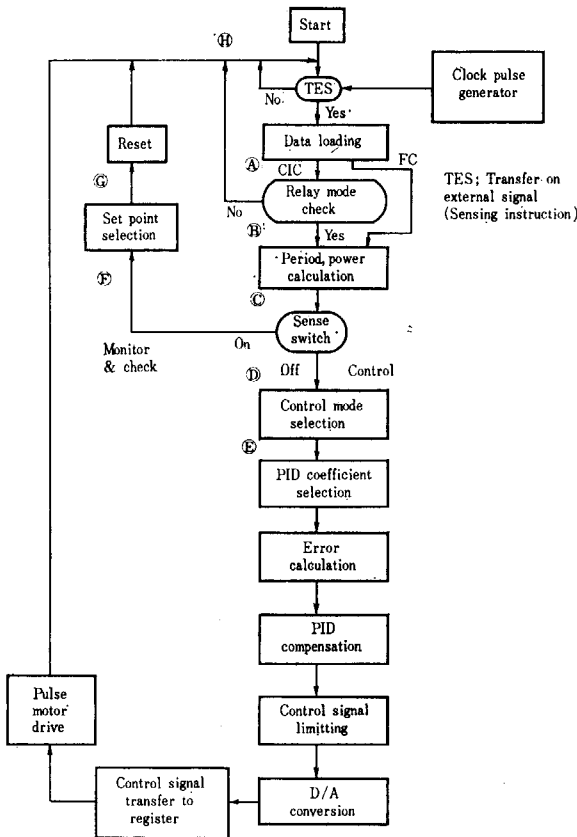 Start
Ⓗ
TES
Clock pulse
generator
No
Yes
Data loading
Reset
Ⓐ
CIC
FC
TES; Transfer on
external signal
(Sensing instruction)
Ⓖ
Relay mode
check
No
Set point
selection
Ⓑ
Yes
Period, power
calculation
Ⓕ
Ⓒ
Sense
switch
On
Monitor
& check
Ⓓ
Off
Control
Control mode
selection
Ⓔ
PID coefficient
selection
Error
calculation
PID
compensation
Pulse
motor
drive
Control signal
limitting
Control signal
transfer to
register
D/A
conversion